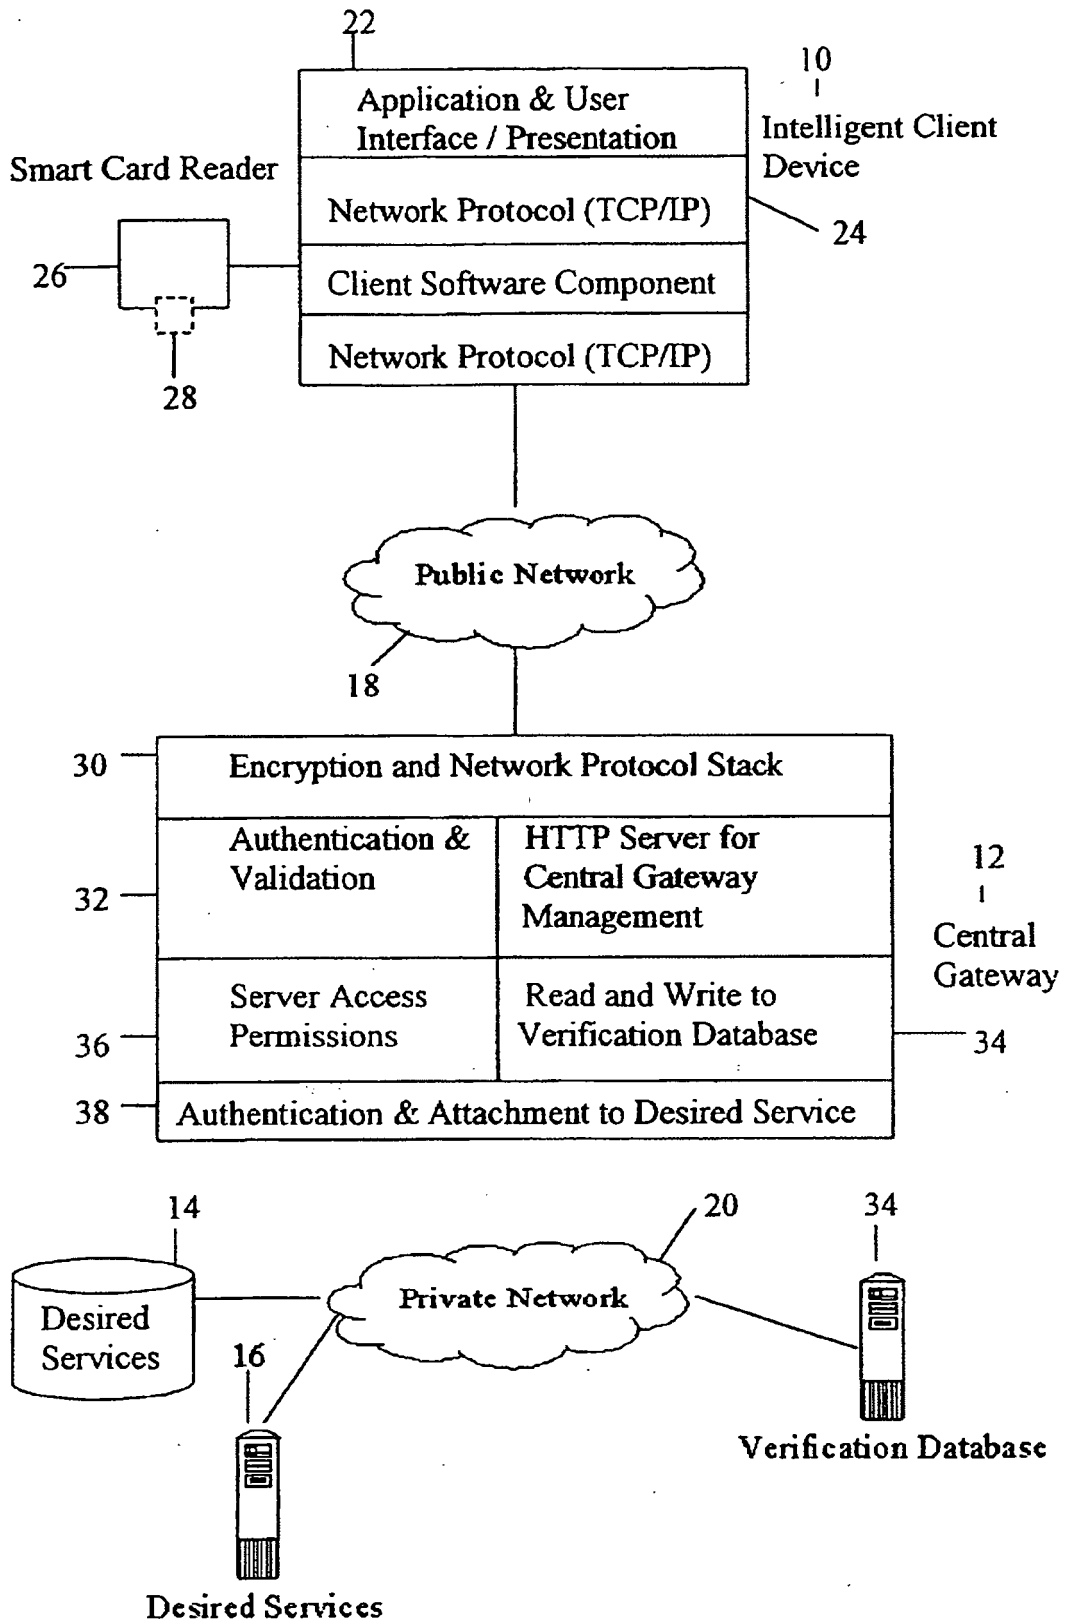 22
10
Application & User
Interface / Presentation
Intelligent Client
Device
Smart Card Reader
Network Protocol (TCP/IP)
24
26
Client Software Component
Network Protocol (TCP/IP)
28
Public Network
18
30
Encryption and Network Protocol Stack
Authentication &
Validation
HTTP Server for
Central Gateway
Management
32
12
Central
Gateway
Server Access
Permissions
Read and Write to
Verification Database
36
34
38
Authentication & Attachment to Desired Service
14
20
34
Desired
Services
Private Network
16
Verification Database
Desired Services